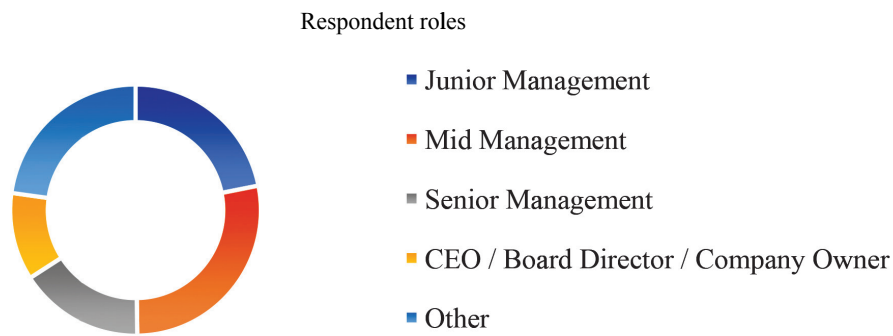 Respondent roles
Junior Management
Mid Management
Senior Management
CEO / Board Director / Company Owner
Other